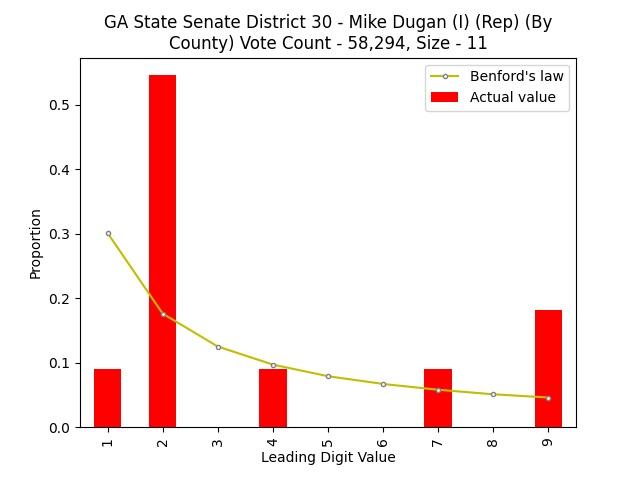 GA State Senate District 30 - Mike Dugan (I) (Rep) (By
County) Vote Count - 58,294, Size - 11
Benford's law
Actual value
Proportion
0.5
0.4
0.3
0.2
0.1
0.0
1 2 3 4 5 6 7 8 9
Leading Digit Value